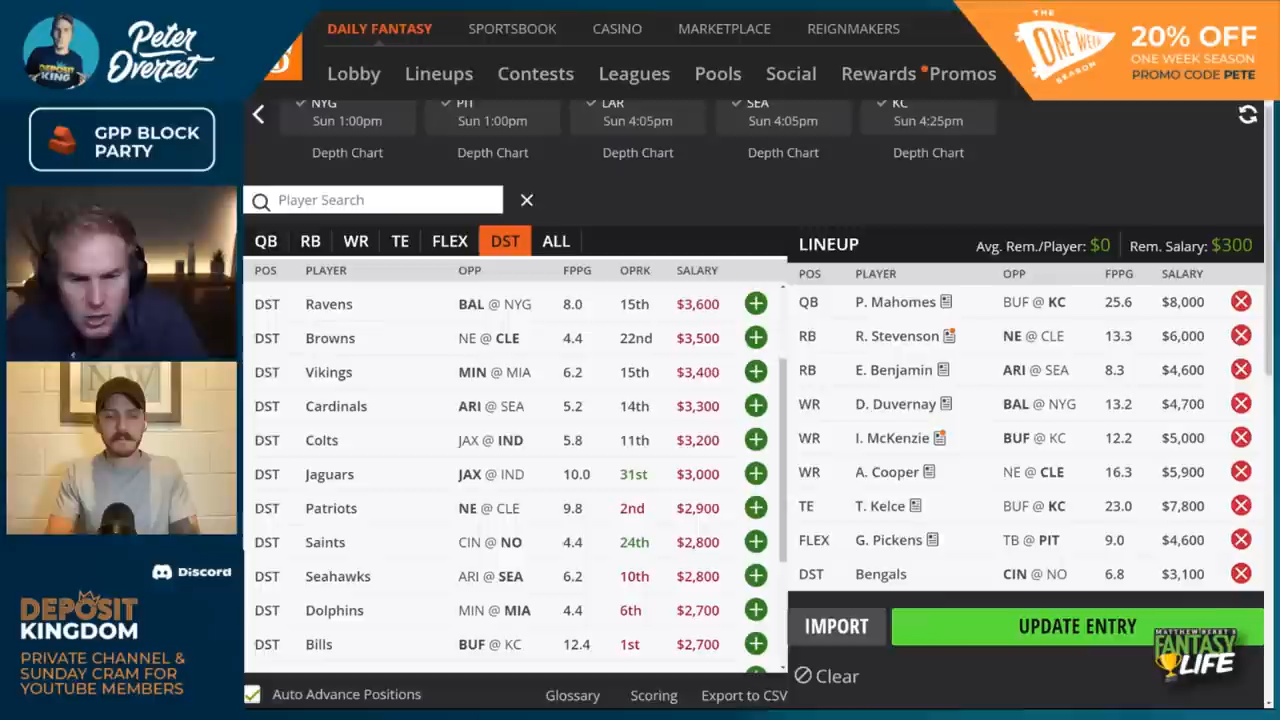 Peter
Overzet
DEPOSIT
KING
GPP BLOCK
PARTY
Discord
DEPOSIT
KINGDOM
PRIVATE CHANNEL &
SUNDAY CRAM FOR
YOUTUBE MEMBERS
DAILY FANTASY SPORTSBOOK CASINO MARKETPLACE REIGNMAKERS
Lobby Lineups Contests Leagues Pools Social Rewards Promos
THE
ONE WEEK
SEASON
20% OFF
ONE WEEK SEASON
PROMO CODE PETE
NYG PIT LAR SEA KC
Sun 1:00pm Sun 1:00pm Sun 4:05pm Sun 4:05pm Sun 4:25pm
Depth Chart Depth Chart Depth Chart Depth Chart Depth Chart
Player Search
QB RB WR TE FLEX DST ALL
POS PLAYER OPP FPPG OPRK SALARY
DST Ravens BAL @ NYG 8.0 15th $3,600
DST Browns NE @ CLE 4.4 22nd $3,500
DST Vikings MIN @ MIA 6.2 15th $3,400
DST Cardinals ARI @ SEA 5.2 14th $3,300
DST Colts JAX @ IND 5.8 11th $3,200
DST Jaguars JAX @ IND 10.0 31st $3,000
DST Patriots NE @ CLE 9.8 2nd $2,900
DST Saints CIN @ NO 4.4 24th $2,800
DST Seahawks ARI @ SEA 6.2 10th $2,800
DST Dolphins MIN @ MIA 4.4 6th $2,700
DST Bills BUF @ KC 12.4 1st $2,700
Auto Advance Positions Glossary Scoring Export to CSV
LINEUP Avg. Rem./Player: $0 Rem. Salary: $300
POS PLAYER OPP FPPG SALARY
QB P. Mahomes BUF @ KC 25.6 $8,000
RB R. Stevenson NE @ CLE 13.3 $6,000
RB E. Benjamin ARI @ SEA 8.3 $4,600
WR D. Duvernay BAL @ NYG 13.2 $4,700
WR I. McKenzie BUF @ KC 12.2 $5,000
WR A. Cooper NE @ CLE 16.3 $5,900
TE T. Kelce BUF @ KC 23.0 $7,800
FLEX G. Pickens TB @ PIT 9.0 $4,600
DST Bengals CIN @ NO 6.8 $3,100
IMPORT UPDATE ENTRY
Clear
MATTHEW BERRY'S
FANTASY
LIFE